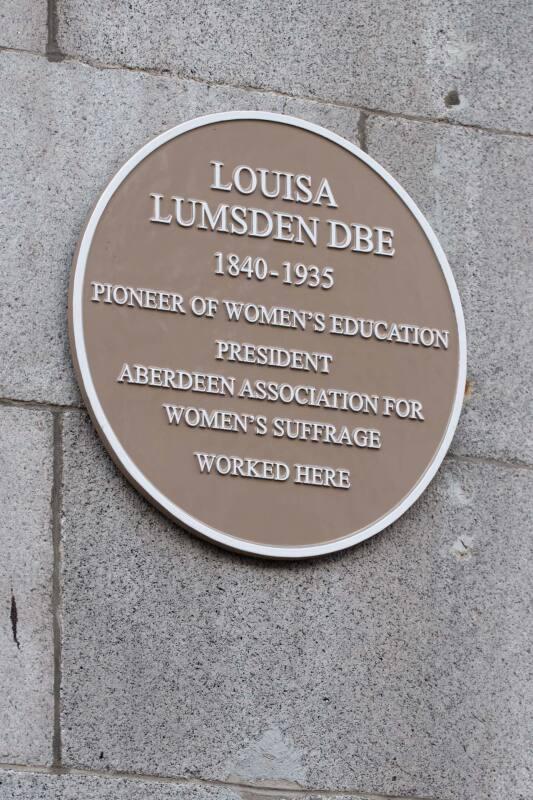 LOUISA
LUMSDEN DBE
1840-1935
PIONEER OF WOMEN'S EDUCATION
PRESIDENT
ABERDEEN ASSOCIATION FOR
WOMEN'S SUFFRAGE
WORKED HERE